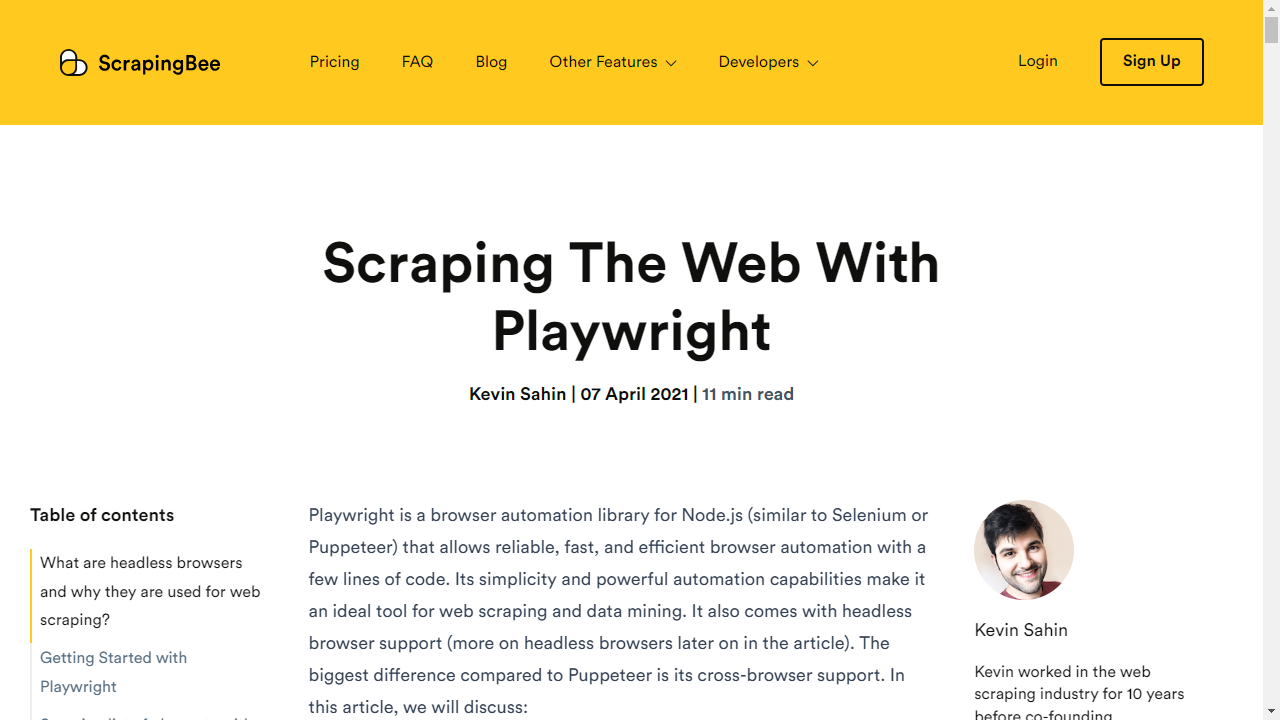 ScrapingBee
Pricing
FAQ
Blog
Other Features
Developers
Login
Sign Up
Scraping The Web With
Playwright
Kevin Sahin | 07 April 2021 | 11 min read
Table of contents
What are headless browsers
and why they are used for web
scraping?
Getting Started with
Playwright
Playwright is a browser automation library for Node.js (similar to Selenium or
Puppeteer) that allows reliable, fast, and efficient browser automation with a
few lines of code. Its simplicity and powerful automation capabilities make it
an ideal tool for web scraping and data mining. It also comes with headless
browser support (more on headless browsers later on in the article). The
biggest difference compared to Puppeteer is its cross-browser support. In
this article, we will discuss:
Kevin Sahin
Kevin worked in the web
scraping industry for 10 years
before co-founding